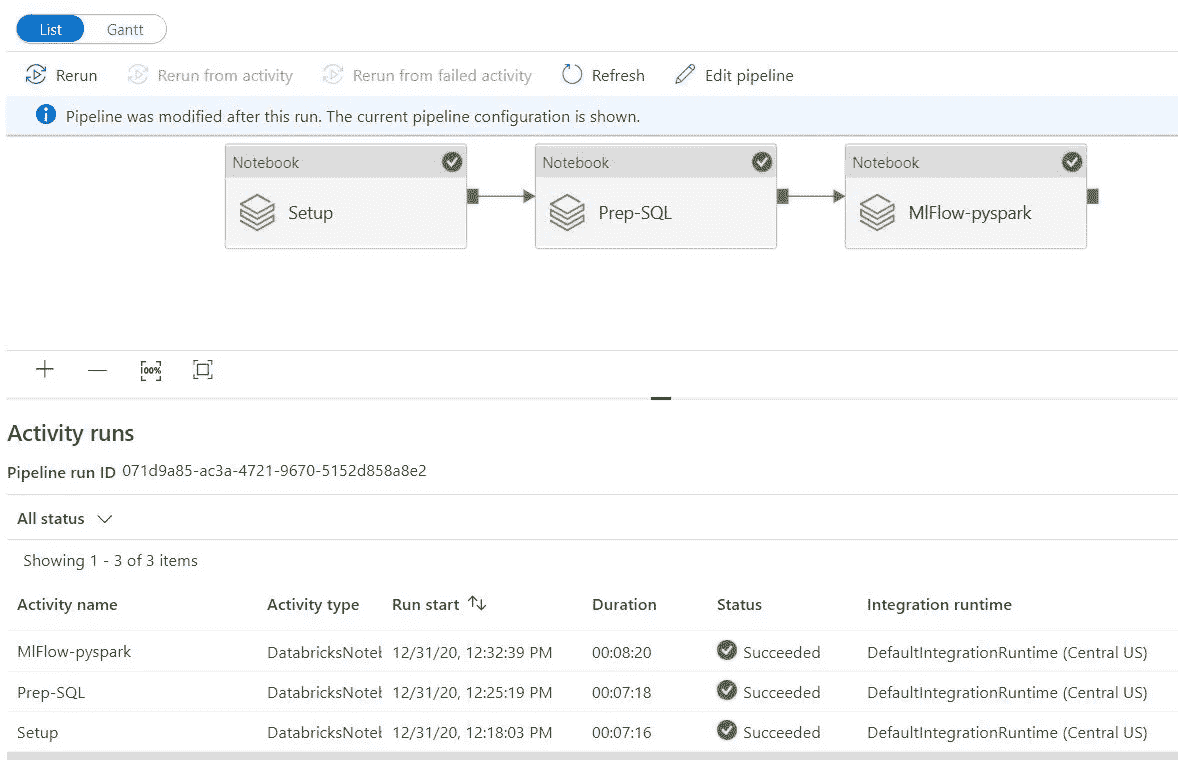 List Gantt
Rerun Rerun from activity Rerun from failed activity Refresh Edit pipeline
Pipeline was modified after this run. The current pipeline configuration is shown.
Notebook Notebook Notebook
Setup Prep-SQL MlFlow-pyspark
00%
Activity runs
Pipeline run ID 071d9a85-ac3a-4721-9670-5152d858a8e2
All status
Showing 1 - 3 of 3 items
Activity name Activity type Run start Duration Status Integration runtime
MlFlow-pyspark DatabricksNotel 12/31/20, 12:32:39 PM 00:08:20 Succeeded DefaultIntegrationRuntime (Central US)
Prep-SQL DatabricksNotel 12/31/20, 12:25:19 PM 00:07:18 Succeeded DefaultIntegrationRuntime (Central US)
Setup DatabricksNotel 12/31/20, 12:18:03 PM 00:07:16 Succeeded DefaultIntegrationRuntime (Central US)